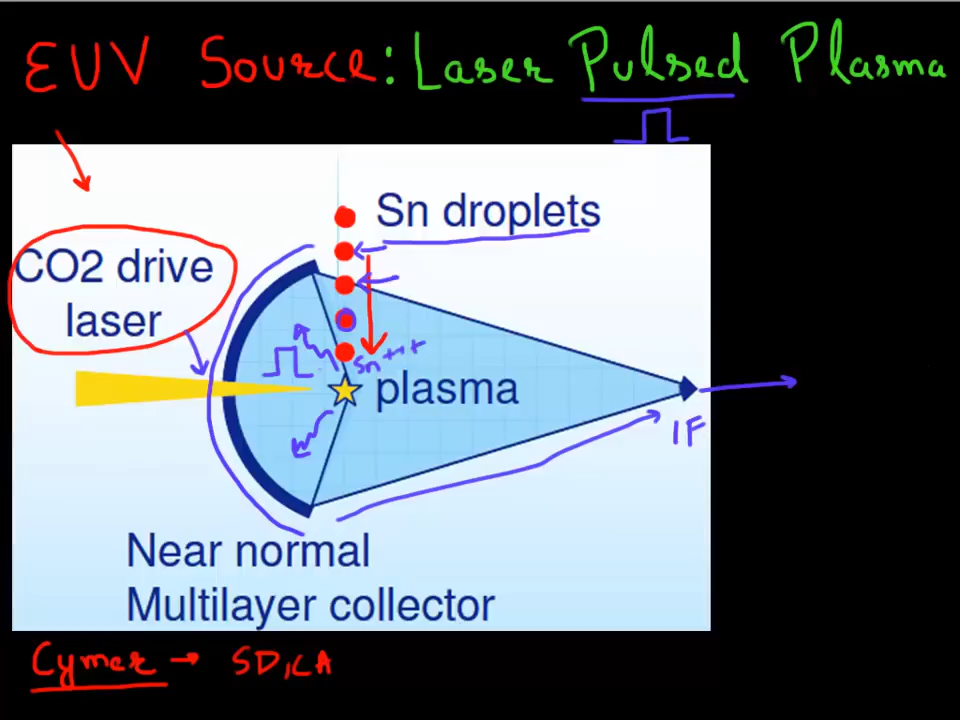 EUV Source: Laser Pulsed Plasma
Sn droplets
CO2 drive
laser
Sn+++
plasma
IF
Near normal
Multilayer collector
Cymer → SD, CA